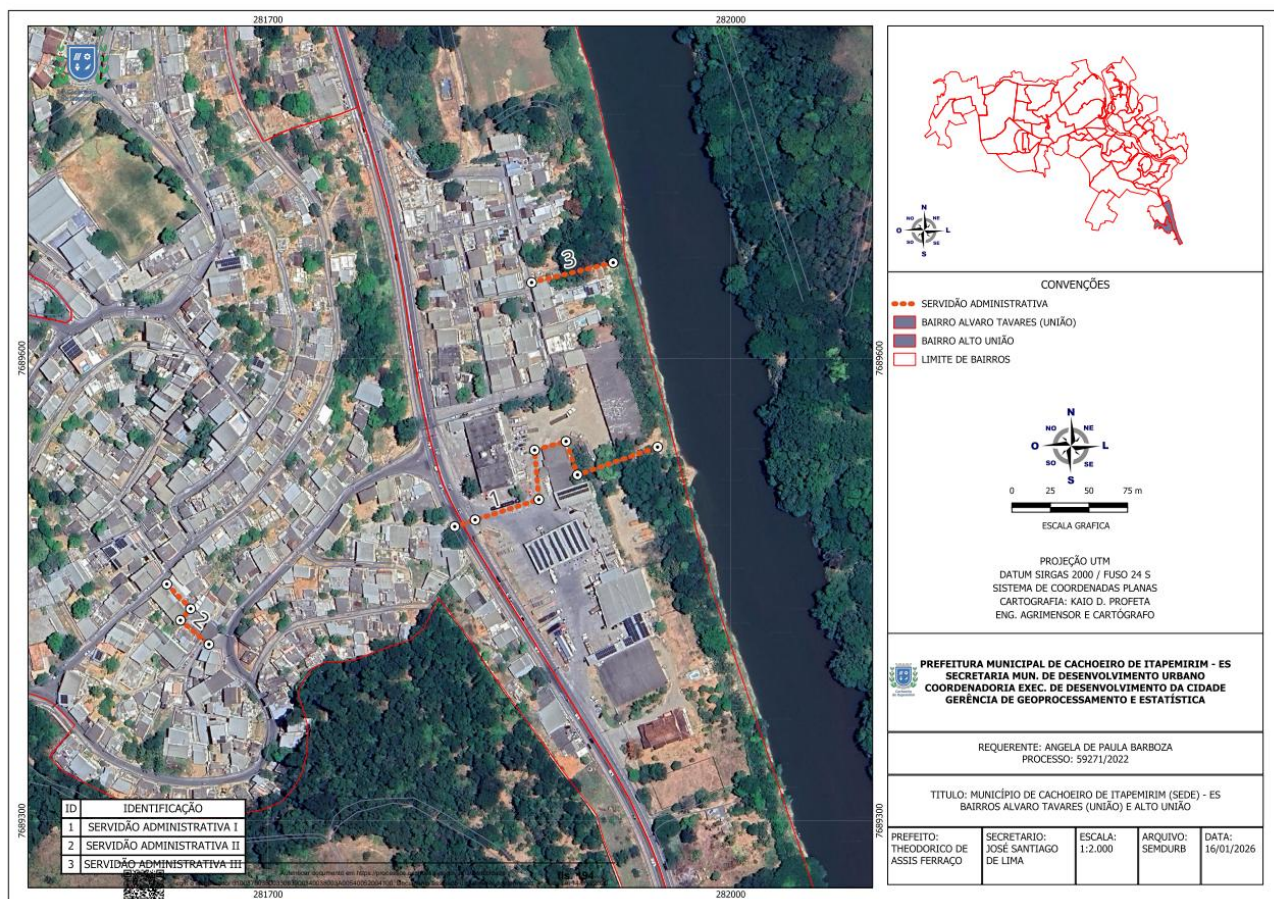 281700
282000
7689600
7689600
7689300
7689300
281700
282000
3
1
2
ID IDENTIFICAÇÃO
1 SERVIDÃO ADMINISTRATIVA I
2 SERVIDÃO ADMINISTRATIVA II
3 SERVIDÃO ADMINISTRATIVA III
N
NO NE
O L
SO SE
S
CONVENÇÕES
SERVIDÃO ADMINISTRATIVA
BAIRRO ALVARO TAVARES (UNIÃO)
BAIRRO ALTO UNIÃO
LIMITE DE BAIRROS
N
NO NE
O L
SO SE
S
0 25 50 75 m
ESCALA GRAFICA
PROJEÇÃO UTM
DATUM SIRGAS 2000 / FUSO 24 S
SISTEMA DE COORDENADAS PLANAS
CARTOGRAFIA: KAIO D. PROFETA
ENG. AGRIMENSOR E CARTÓGRAFO
PREFEITURA MUNICIPAL DE CACHOEIRO DE ITAPEMIRIM - ES
SECRETARIA MUN. DE DESENVOLVIMENTO URBANO
COORDENADORIA EXEC. DE DESENVOLVIMENTO DA CIDADE
GERÊNCIA DE GEOPROCESSAMENTO E ESTATÍSTICA
REQUERENTE: ANGELA DE PAULA BARBOZA
PROCESSO: 59271/2022
TITULO: MUNICÍPIO DE CACHOEIRO DE ITAPEMIRIM (SEDE) - ES
BAIRROS ALVARO TAVARES (UNIÃO) E ALTO UNIÃO
PREFEITO:
THEODORICO DE
ASSIS FERRAÇO
SECRETARIO:
JOSÉ SANTIAGO
DE LIMA
ESCALA:
1:2.000
ARQUIVO:
SEMDURB
DATA:
16/01/2026